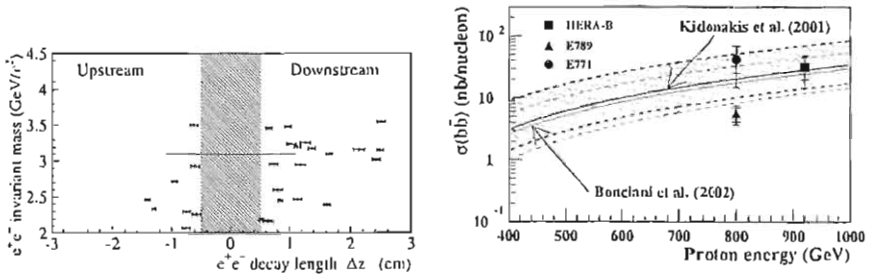 e⁺e⁻ invariant mass (GeV/c²)
4.5
4
3.5
3
2.5
2
Upstream
Downstream
-3
-2
-1
0
1
2
3
e⁺e⁻ decay length Δz (cm)
σ(bb̄) (nb/nucleon)
10²
10
1
10⁻¹
HERA-B
E789
E771
Kidonakis et al. (2001)
Bonciani et al. (2002)
400
500
600
700
800
900
1000
Proton energy (GeV)